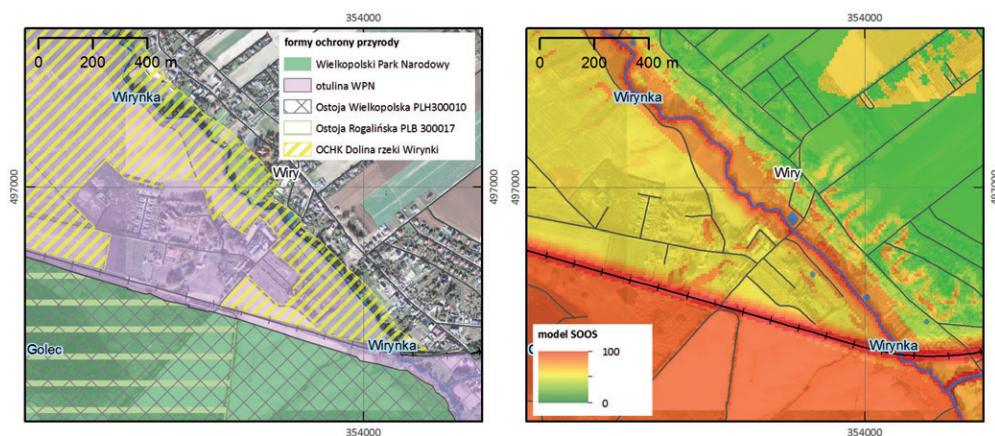 354000
354000
0 200 400 m
formy ochrony przyrody
Wielkopolski Park Narodowy
otulina WPN
Ostoja Wielkopolska PLH300010
Ostoja Rogalińska PLB 300017
OCHK Dolina rzeki Wirynki
Wirynka
Wiry
497000
Golec
Wirynka
354000
0 200 400 m
Wirynka
Wiry
497000
497000
model SOOS
100
0
Wirynka
354000